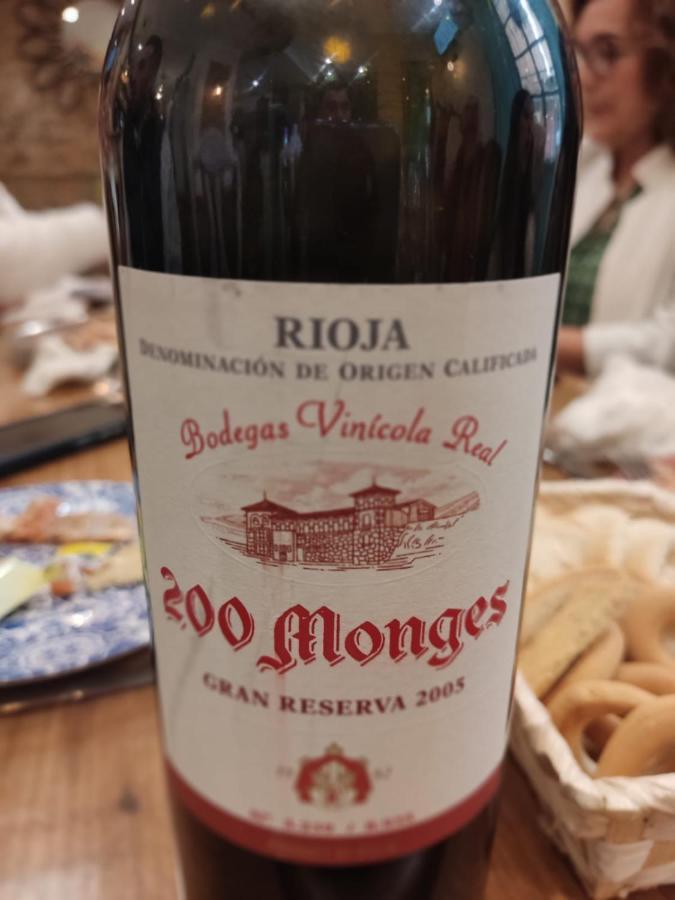 RIOJA
DENOMINACIÓN DE ORIGEN CALIFICADA
Bodegas Vinícola Real
200 Monges
GRAN RESERVA 2005